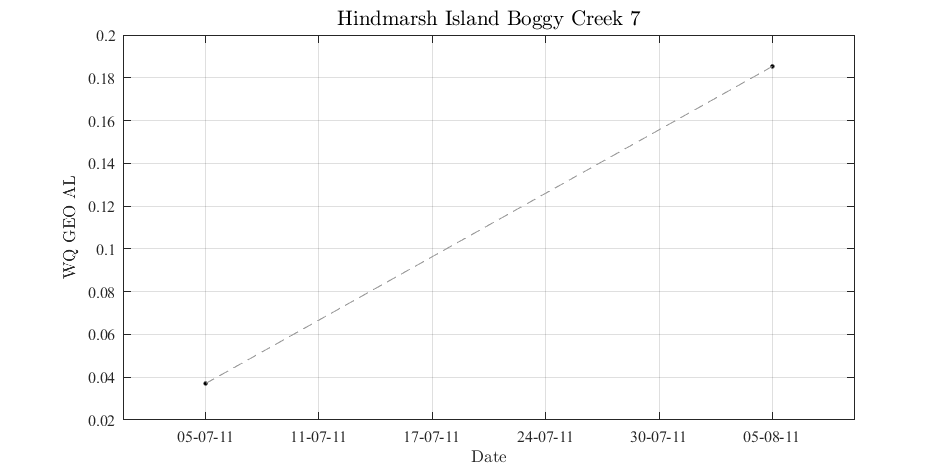 Hindmarsh Island Boggy Creek 7
0.2
0.18
0.16
0.14
0.12
0.1
0.08
0.06
0.04
0.02
WQ GEO AL
05-07-11 11-07-11 17-07-11 24-07-11 30-07-11 05-08-11
Date